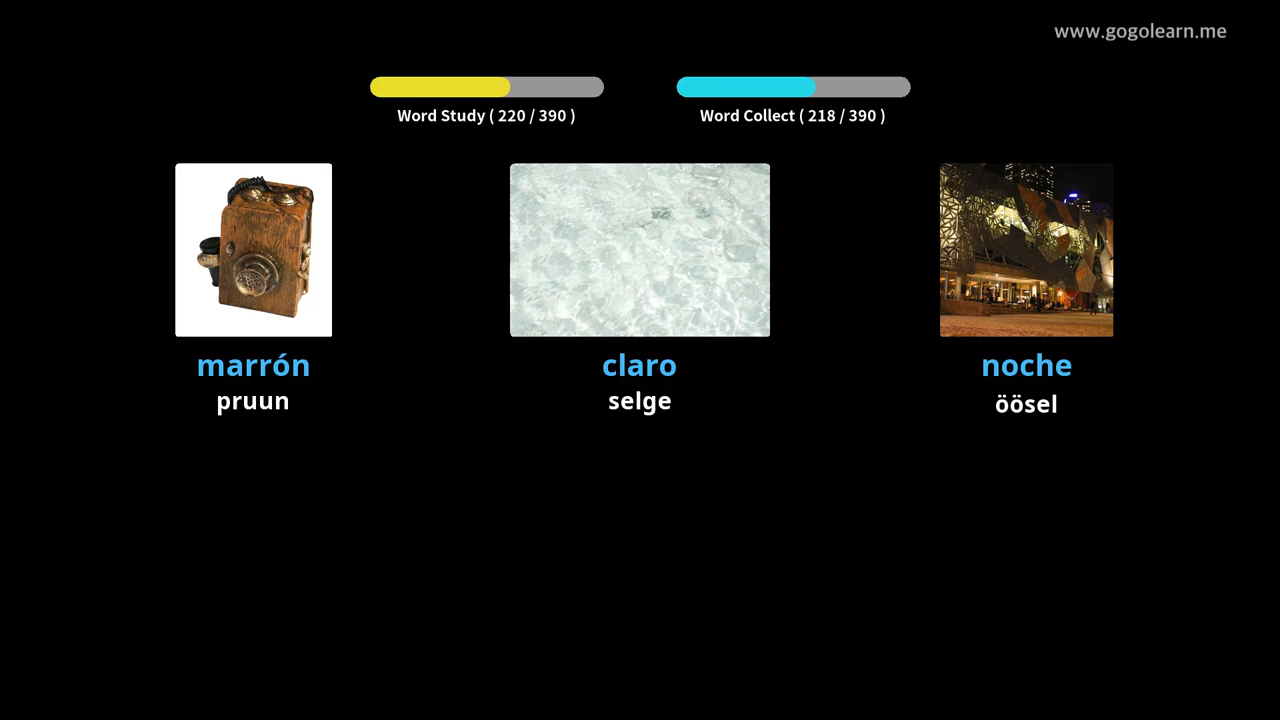 www.gogolearn.me
Word Study ( 220 / 390 )
Word Collect ( 218 / 390 )
marrón
claro
noche
pruun
selge
öösel